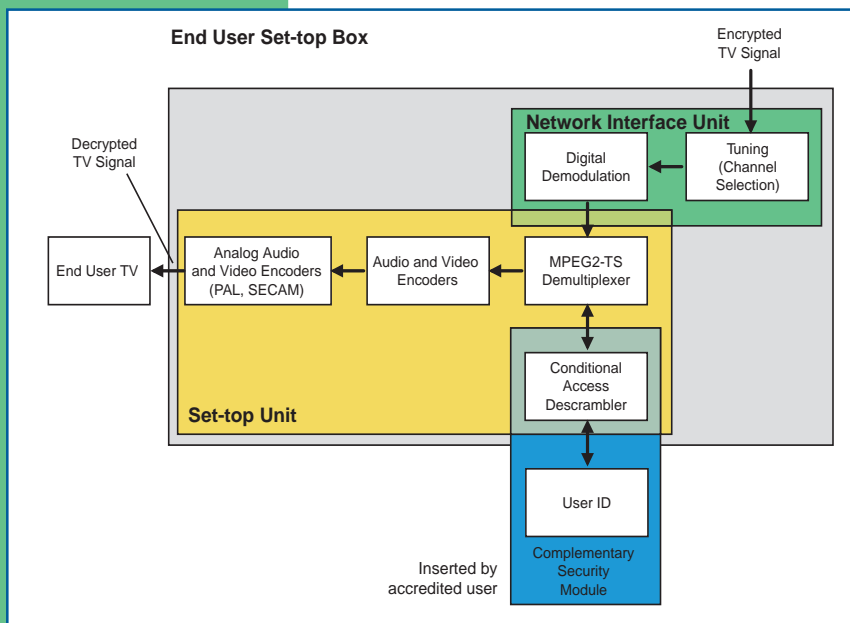 End User Set-top Box
Encrypted
TV Signal
Network Interface Unit
Decrypted
TV Signal
Digital
Demodulation
Tuning
(Channel
Selection)
End User TV
Analog Audio
and Video Encoders
(PAL, SECAM)
Audio and Video
Encoders
MPEG2-TS
Demultiplexer
Conditional
Access
Descrambler
Set-top Unit
User ID
Inserted by
accredited user
Complementary
Security
Module